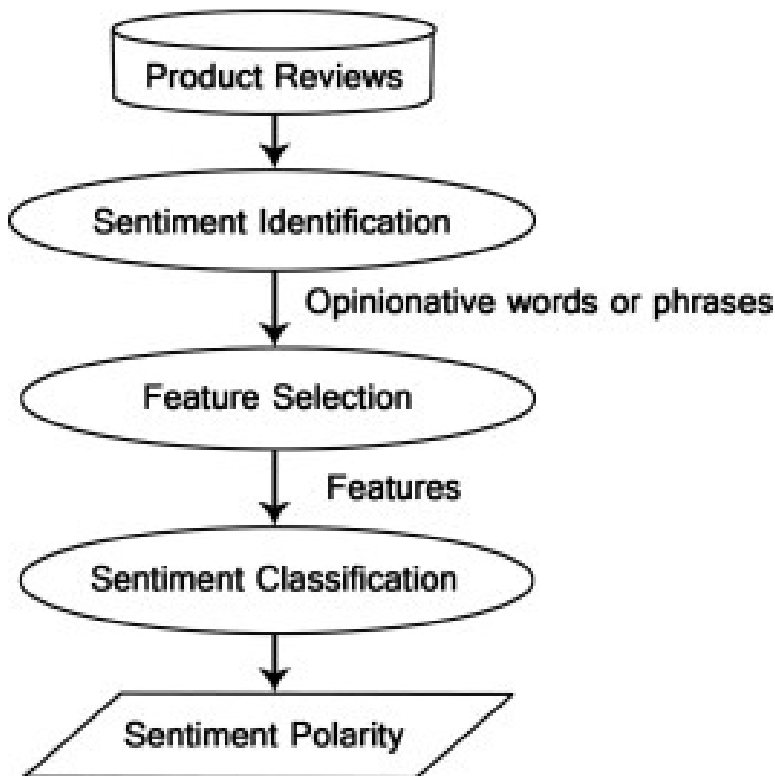 Product Reviews
Sentiment Identification
Opinionative words or phrases
Feature Selection
Features
Sentiment Classification
Sentiment Polarity